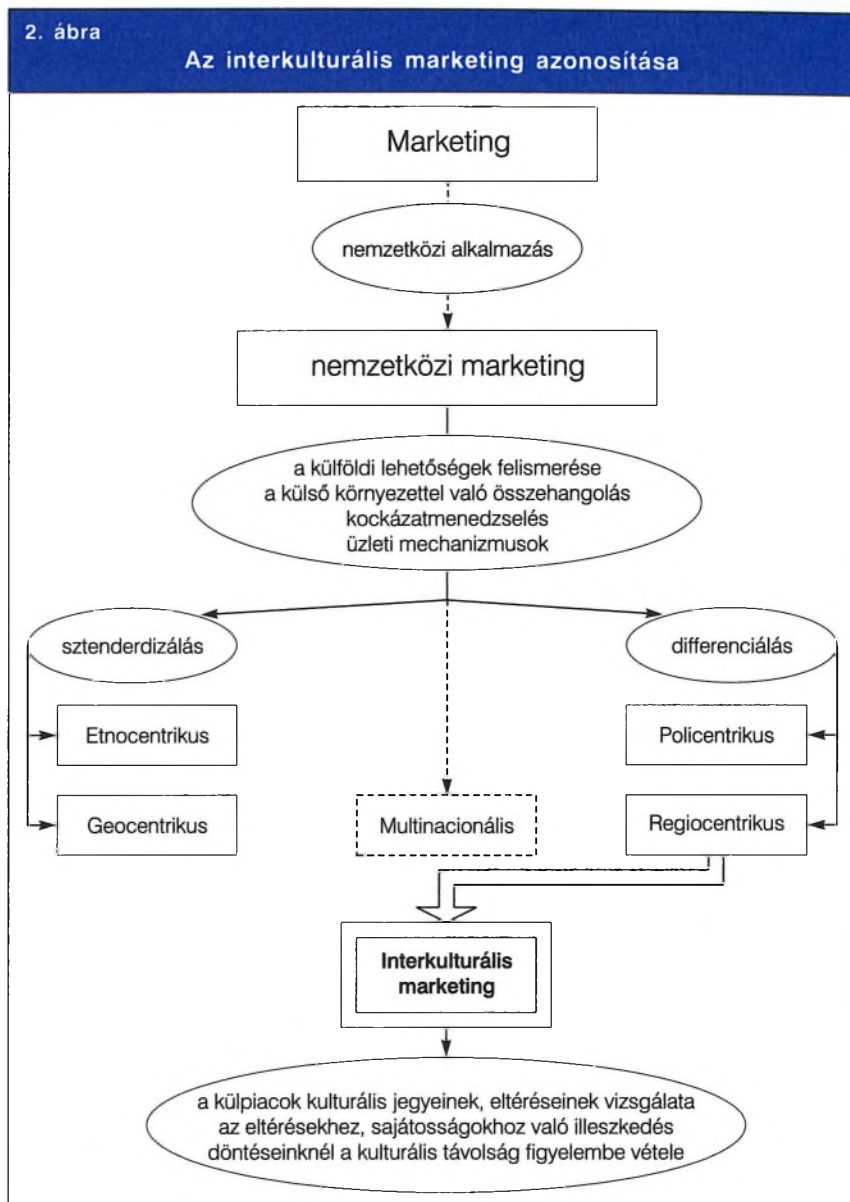 2. ábra
Az interkulturális marketing azonosítása
Marketing
nemzetközi alkalmazás
nemzetközi marketing
a külföldi lehetőségek felismerése
a külső környezettel való összehangolás
kockázatmenedzselés
üzleti mechanizmusok
sztenderdizálás
differenciálás
Etnocentrikus
Policentrikus
Geocentrikus
Multinacionális
Regiocentrikus
Interkulturális
marketing
a külpiacok kulturális jegyeinek, eltéréseinek vizsgálata
az eltérésekhez, sajátosságokhoz való illeszkedés
döntéseinknél a kulturális távolság figyelembe vétele